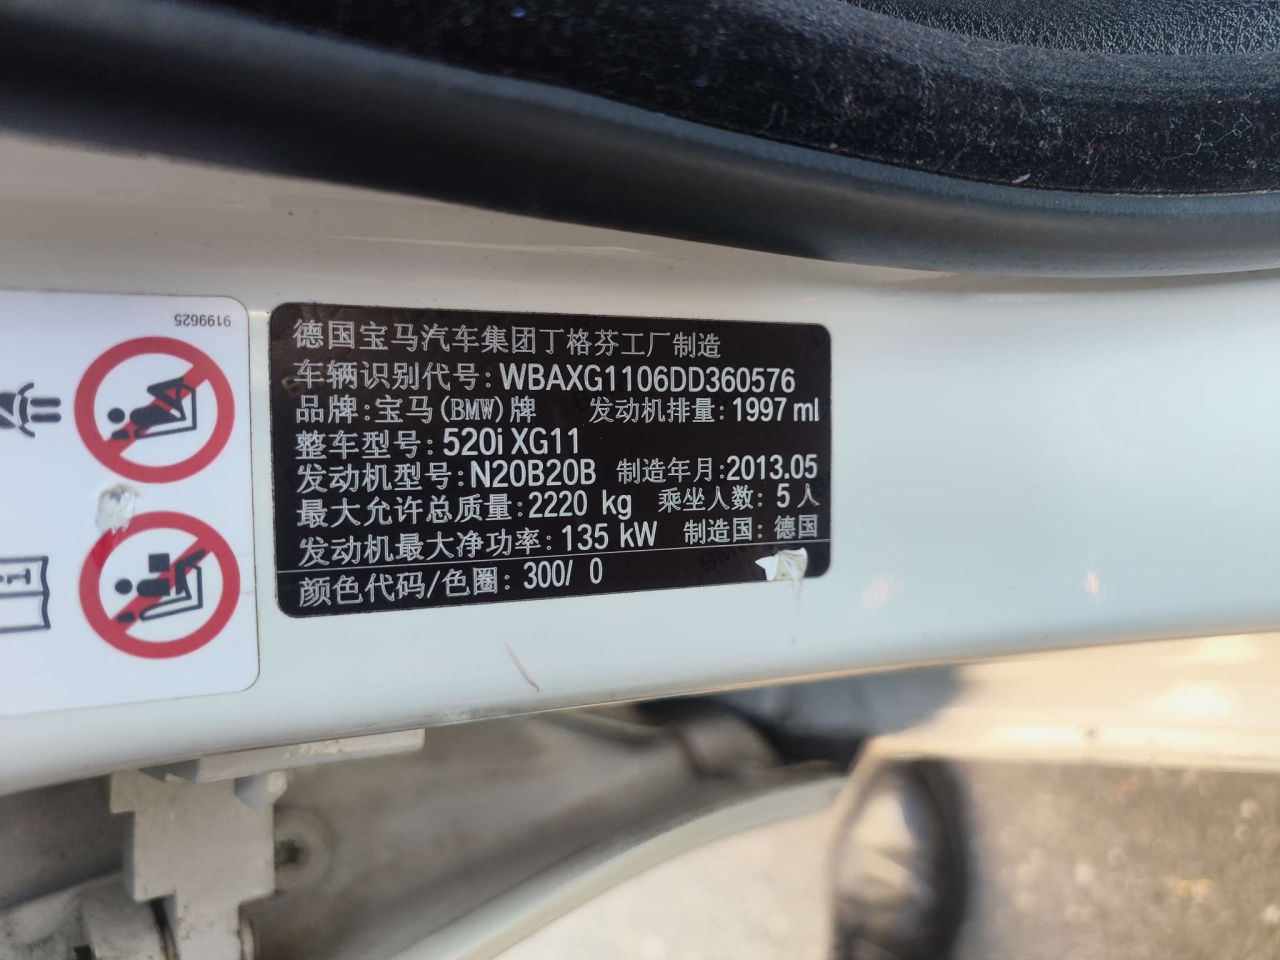 9199625
德国宝马汽车集团丁格芬工厂制造
车辆识别代号: WBAXG1106DD360576
品牌:宝马(BMW)牌 发动机排量: 1997 ml
整车型号: 520i XG11
发动机型号: N20B20B 制造年月:2013.05
最大允许总质量:2220 kg 乘坐人数: 5 人
发动机最大净功率: 135 kW 制造国: 德国
颜色代码/色圈: 300/ 0